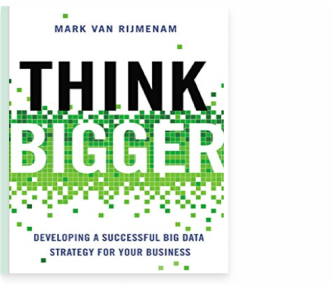 MARK VAN RIJMENAM
THINK
BIGGER
DEVELOPING A SUCCESSFUL BIG DATA
STRATEGY FOR YOUR BUSINESS